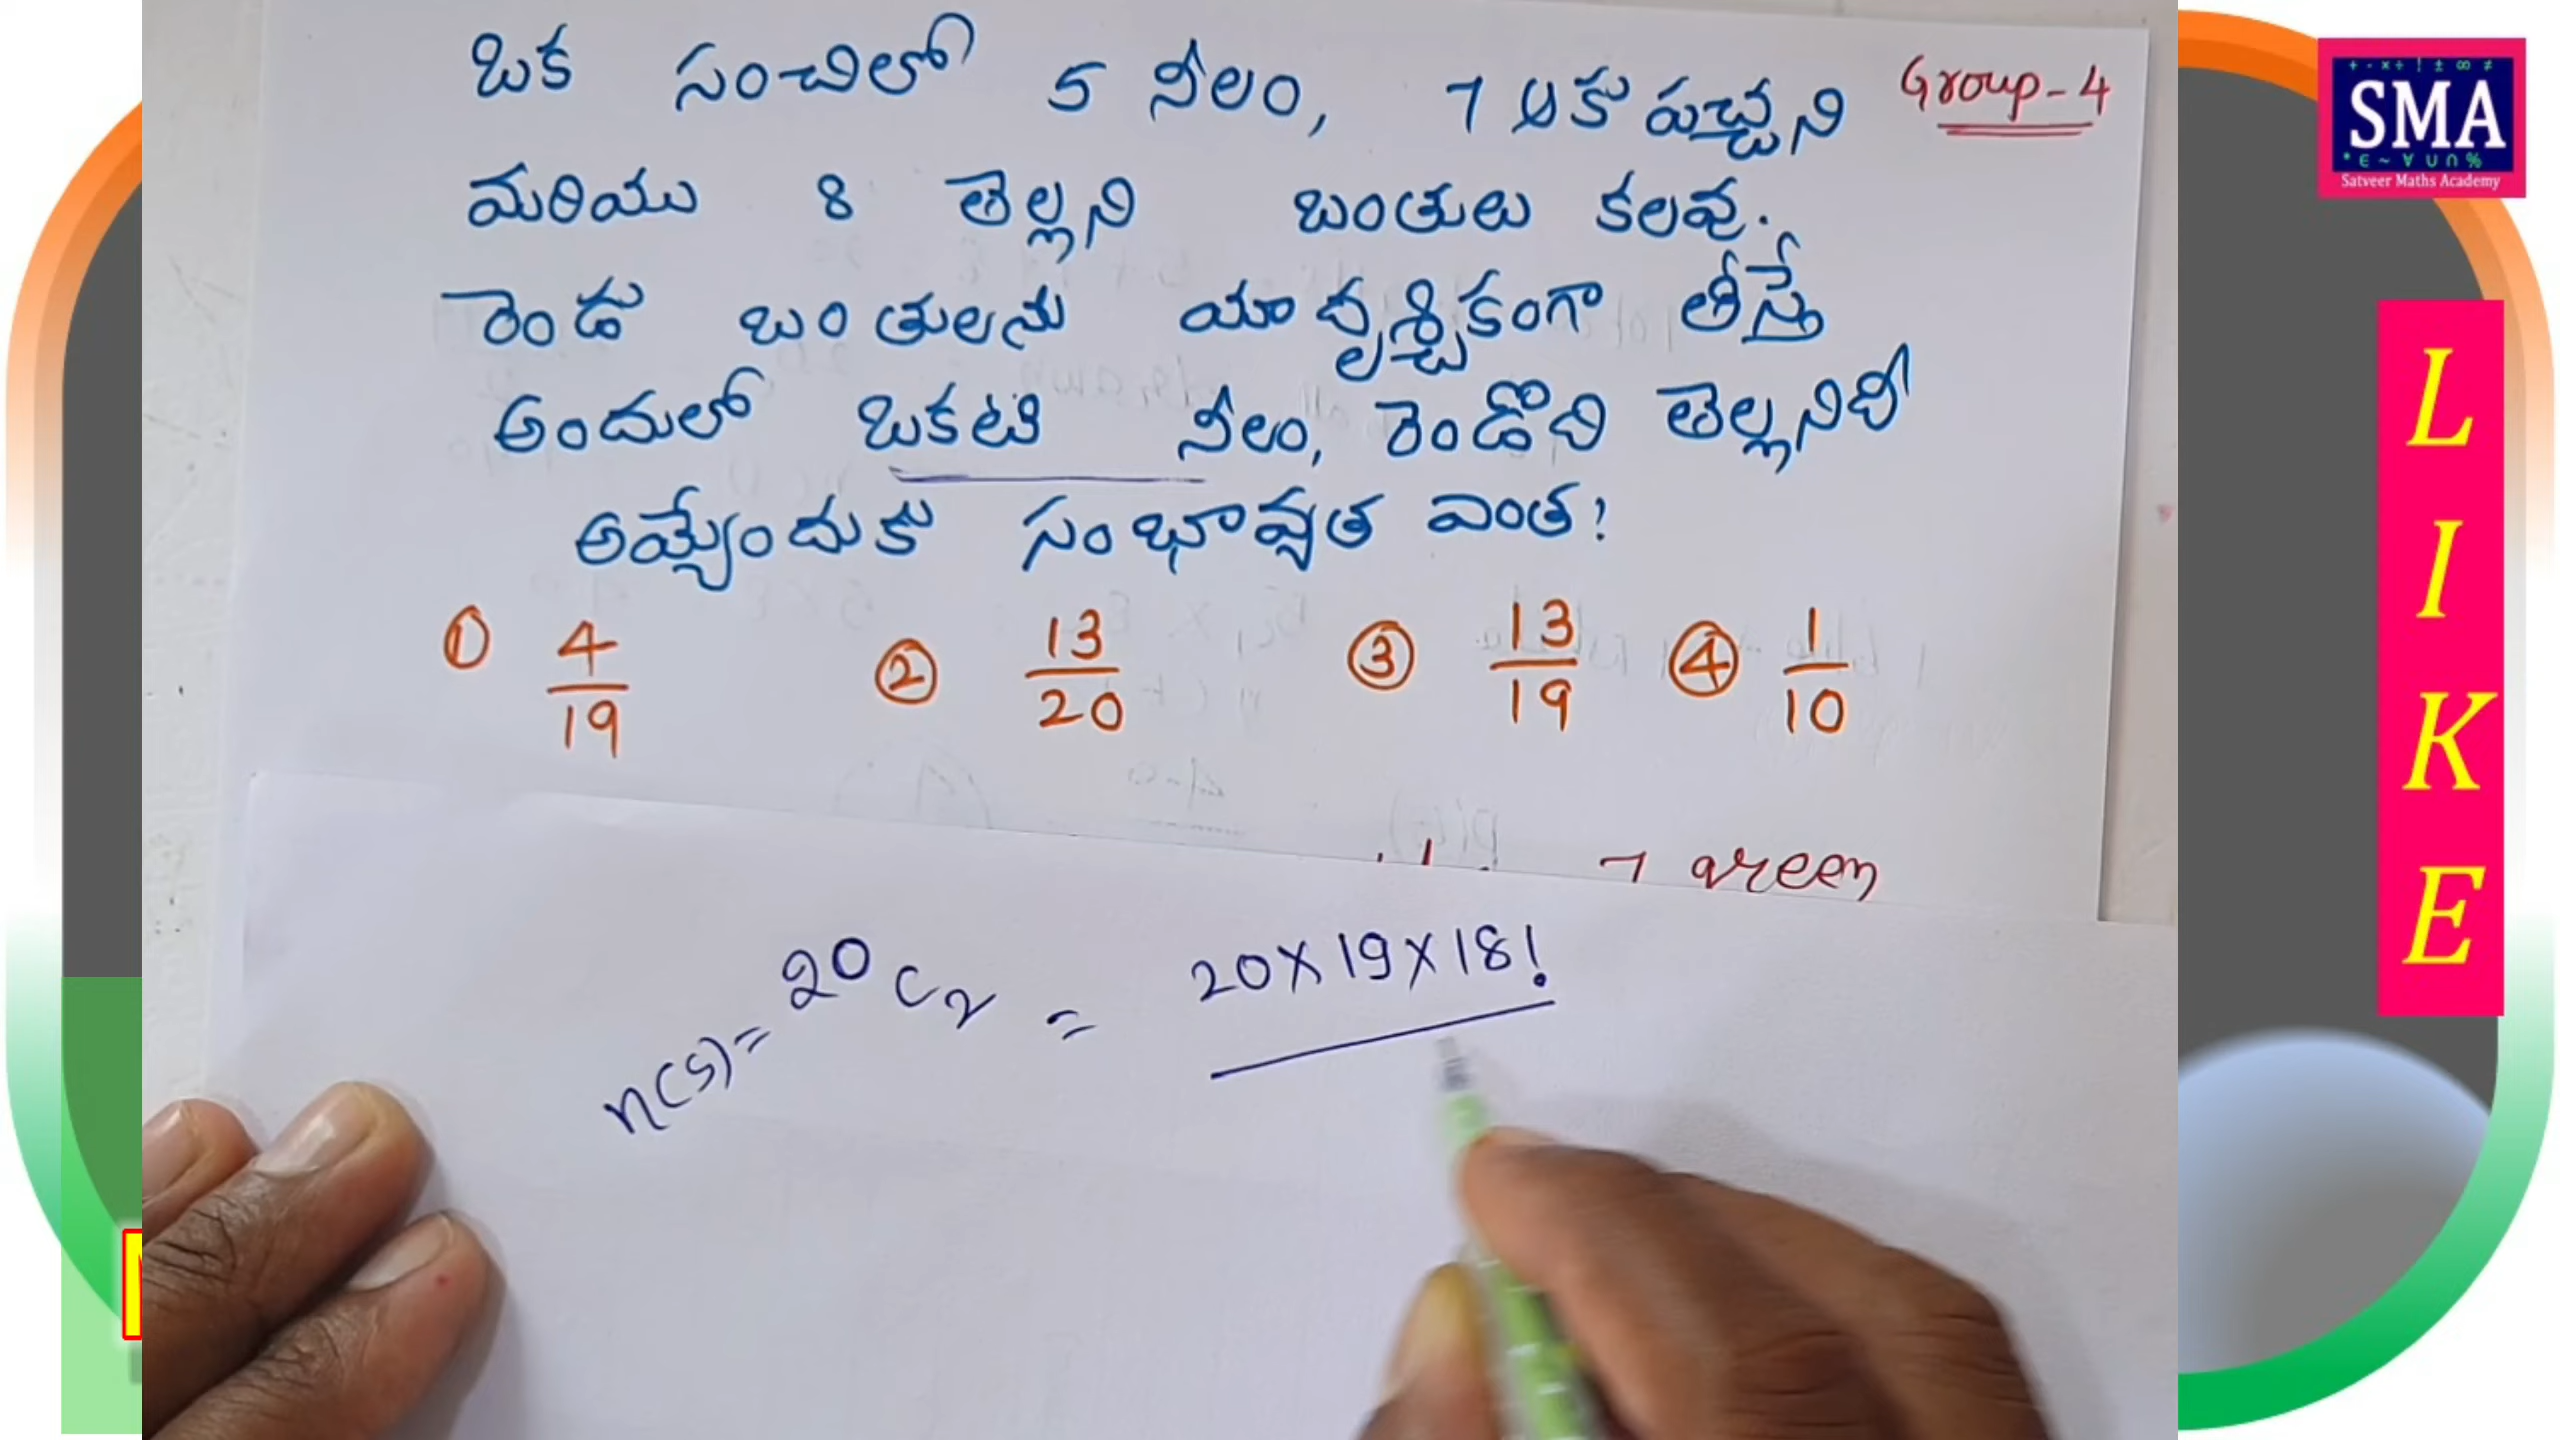 ఒక సంచిలో 5 నీలం, 7 ఆకుపచ్చని
Group-4
మరియు 8 తెల్లని బంతులు కలవు.
రెండు బంతులను యాదృశ్చికంగా తీస్తే
అందులో ఒకటి నీలం, రెండోది తెల్లనిదీ
అయ్యేందుకు సంభావ్యత ఎంత?
① 4/19 ② 13/20 ③ 13/19 ④ 1/10
7 green
n(s) = 20C2 = 20×19×18!
+ - × ÷ ! ± ∞ ≠
SMA
* ∈ ~ ∀ ∪ ∩ %
Satveer Maths Academy
LIKE